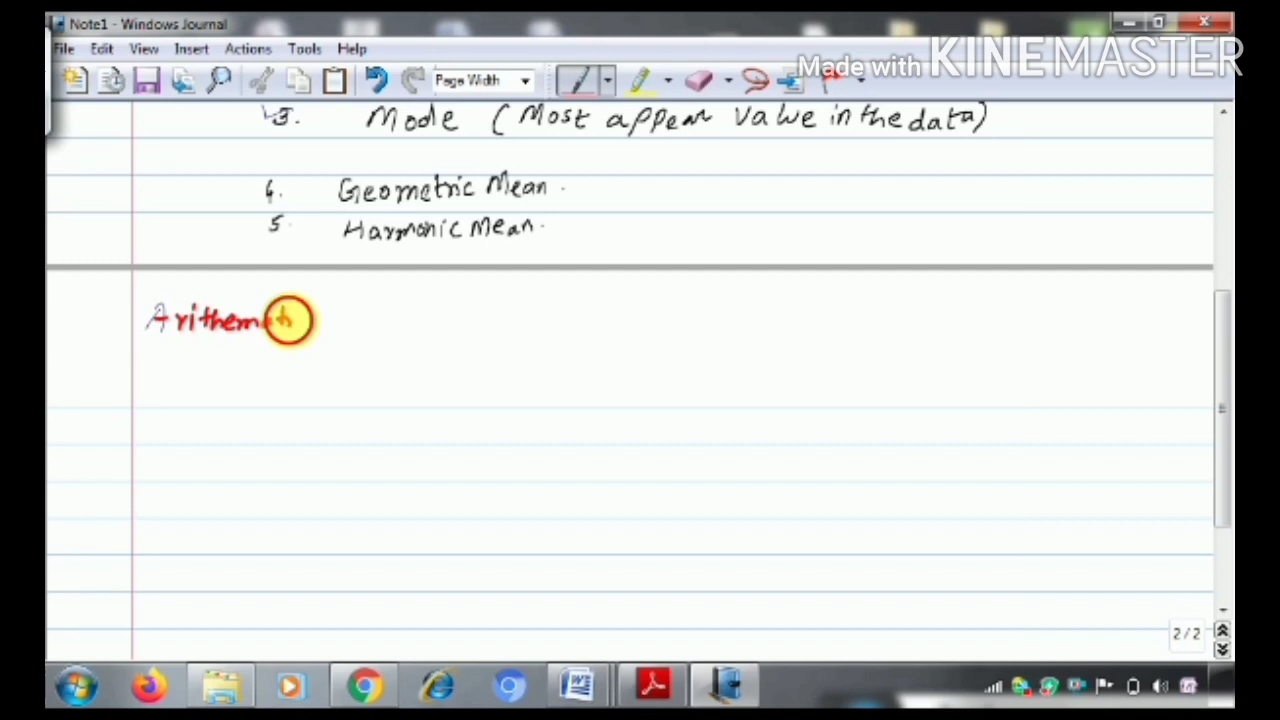 Note1 - Windows Journal
Made with KINEMASTER
File Edit View Insert Actions Tools Help
Page Width
3. Mode (Most appear value in the data)
4. Geometric Mean.
5. Harmonic Mean.
Arithemat
2 / 2